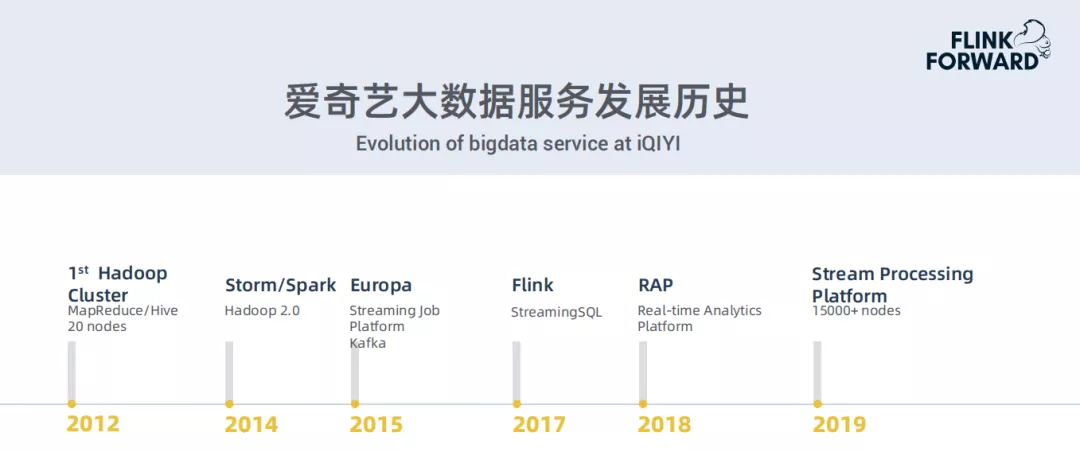 FLINK
FORWARD
爱奇艺大数据服务发展历史
Evolution of bigdata service at iQIYI
1st Hadoop
Cluster
MapReduce/Hive
20 nodes
Storm/Spark
Hadoop 2.0
Europa
Streaming Job
Platform
Kafka
Flink
StreamingSQL
RAP
Real-time Analytics
Platform
Stream Processing
Platform
15000+ nodes
2012
2014
2015
2017
2018
2019